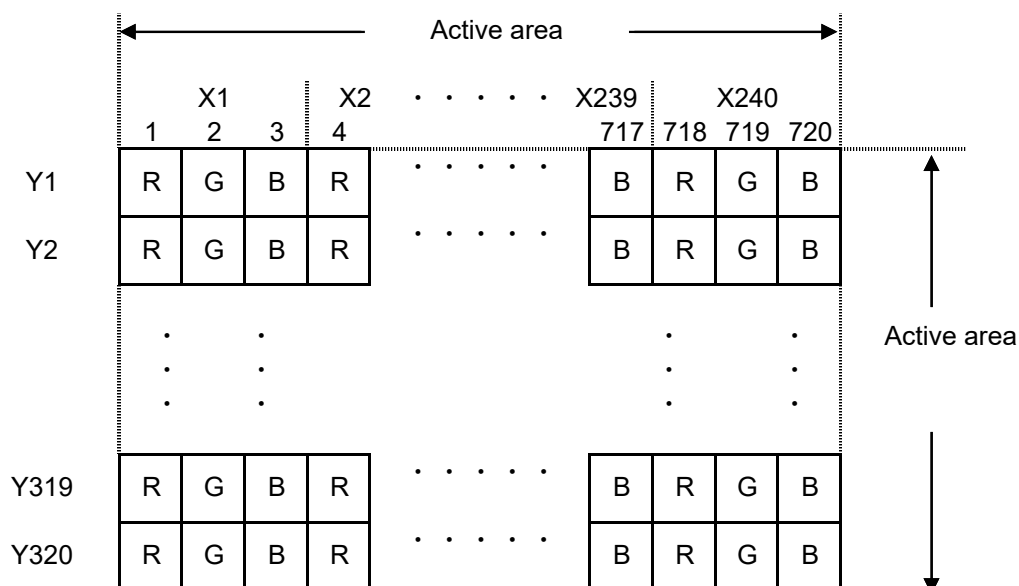 Active area
X1 X2 · · · · · X239 X240
1 2 3 4 717 718 719 720
Y1 R G B R · · · · · B R G B
Y2 R G B R · · · · · B R G B
Active area
Y319 R G B R · · · · · B R G B
Y320 R G B R · · · · · B R G B